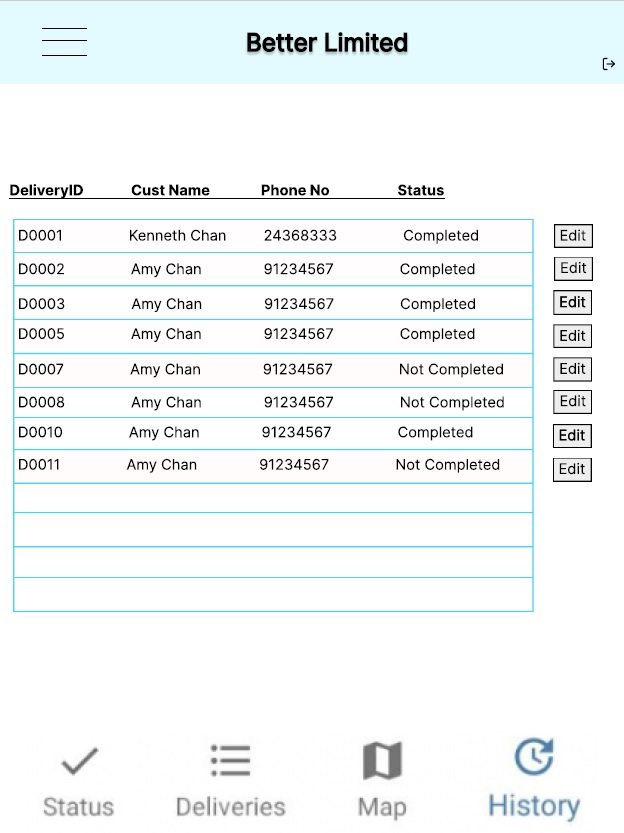 Better Limited
DeliveryID Cust Name Phone No Status
D0001 Kenneth Chan 24368333 Completed Edit
D0002 Amy Chan 91234567 Completed Edit
D0003 Amy Chan 91234567 Completed Edit
D0005 Amy Chan 91234567 Completed Edit
D0007 Amy Chan 91234567 Not Completed Edit
D0008 Amy Chan 91234567 Not Completed Edit
D0010 Amy Chan 91234567 Completed Edit
D0011 Amy Chan 91234567 Not Completed Edit
Status Deliveries Map History